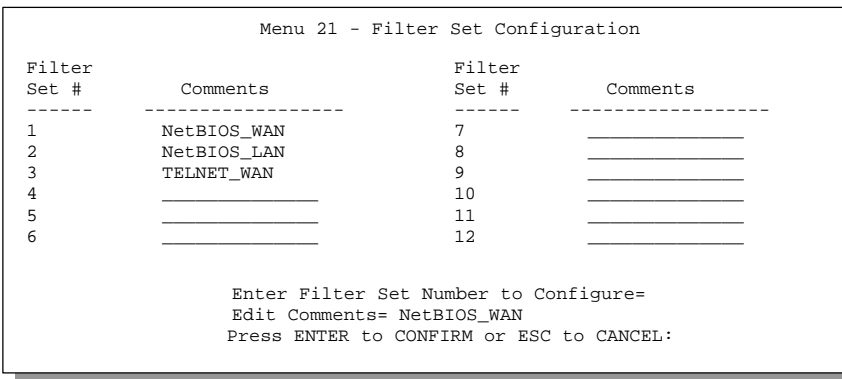 Menu 21 - Filter Set Configuration
Filter Filter
Set # Comments Set # Comments
------ ------------------ ------ ------------------
1 NetBIOS_WAN 7 ______________
2 NetBIOS_LAN 8 ______________
3 TELNET_WAN 9 ______________
4 ______________ 10 ______________
5 ______________ 11 ______________
6 ______________ 12 ______________
Enter Filter Set Number to Configure=
Edit Comments= NetBIOS_WAN
Press ENTER to CONFIRM or ESC to CANCEL: